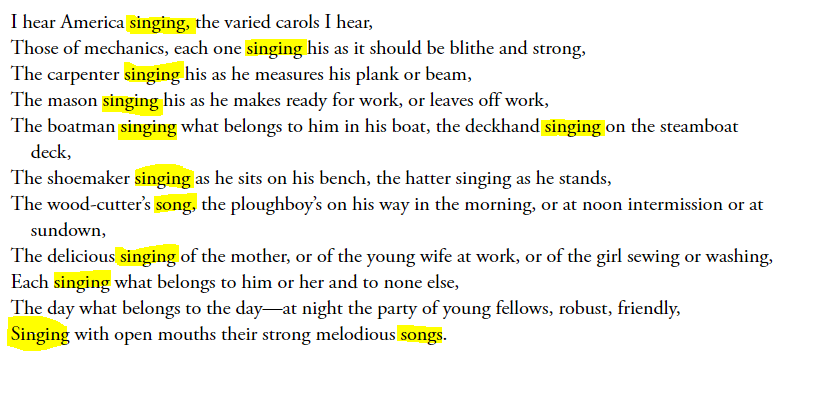 I hear America singing, the varied carols I hear,
Those of mechanics, each one singing his as it should be blithe and strong,
The carpenter singing his as he measures his plank or beam,
The mason singing his as he makes ready for work, or leaves off work,
The boatman singing what belongs to him in his boat, the deckhand singing on the steamboat
deck,
The shoemaker singing as he sits on his bench, the hatter singing as he stands,
The wood-cutter’s song, the ploughboy’s on his way in the morning, or at noon intermission or at
sundown,
The delicious singing of the mother, or of the young wife at work, or of the girl sewing or washing,
Each singing what belongs to him or her and to none else,
The day what belongs to the day—at night the party of young fellows, robust, friendly,
Singing with open mouths their strong melodious songs.